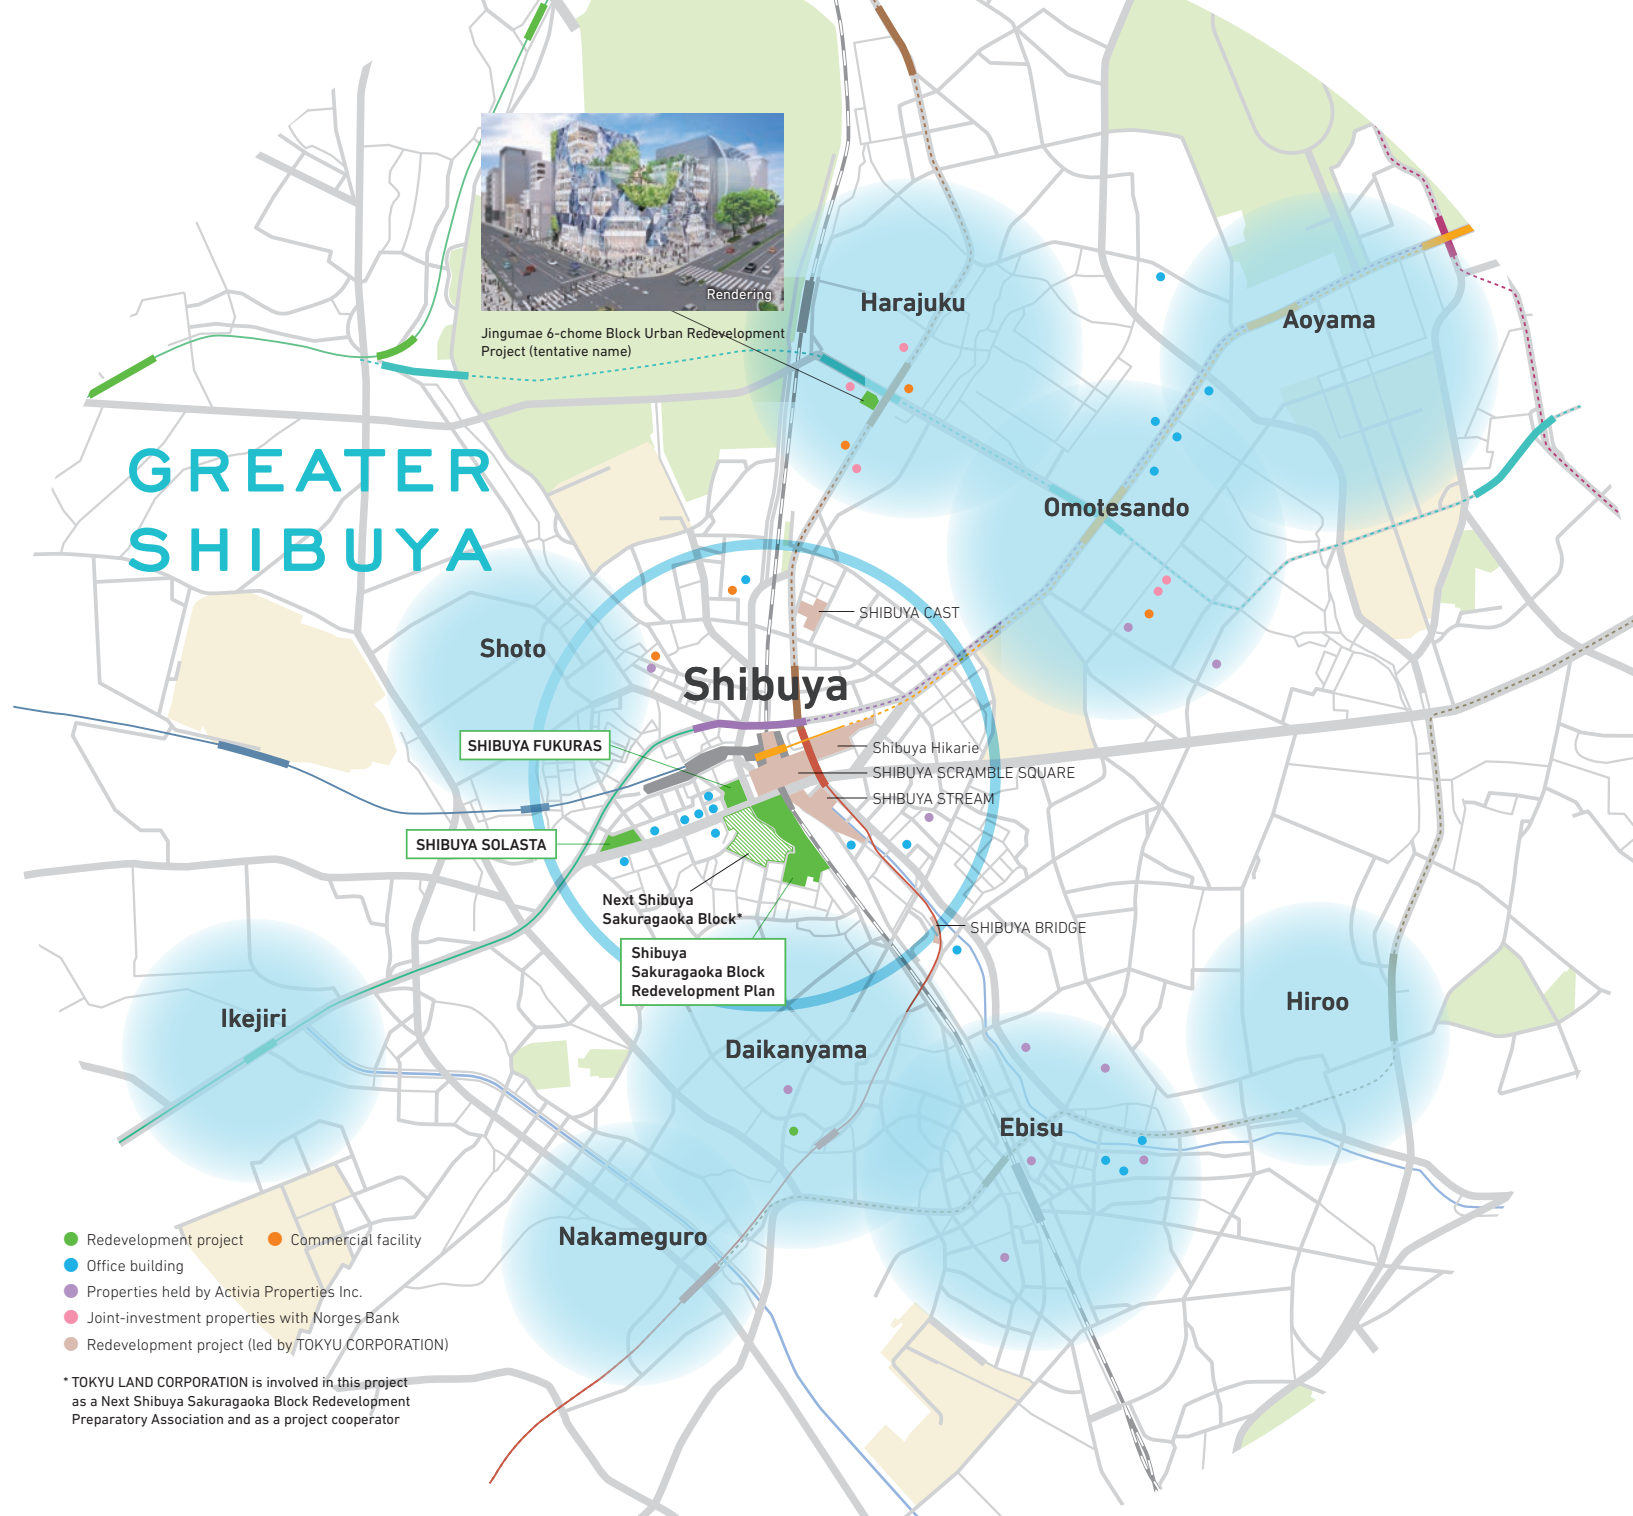 Rendering
Jingumae 6-chome Block Urban Redevelopment
Project (tentative name)
Harajuku
Aoyama
GREATER
SHIBUYA
Omotesando
SHIBUYA CAST
Shoto
Shibuya
SHIBUYA FUKURAS
Shibuya Hikarie
SHIBUYA SCRAMBLE SQUARE
SHIBUYA STREAM
SHIBUYA SOLASTA
Next Shibuya
Sakuragaoka Block*
SHIBUYA BRIDGE
Shibuya
Sakuragaoka Block
Redevelopment Plan
Ikejiri
Hiroo
Daikanyama
Ebisu
Nakameguro
Redevelopment project
Commercial facility
Office building
Properties held by Activia Properties Inc.
Joint-investment properties with Norges Bank
Redevelopment project (led by TOKYU CORPORATION)
* TOKYU LAND CORPORATION is involved in this project
as a Next Shibuya Sakuragaoka Block Redevelopment
Preparatory Association and as a project cooperator